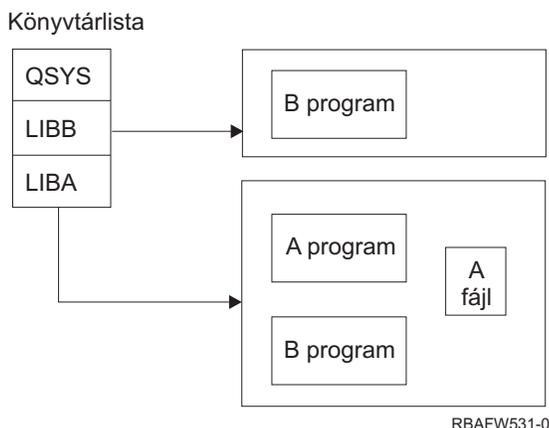 Könyvtárlista
QSYS
LIBB
LIBA
B program
A program
A
fájl
B program
RBAFW531-0